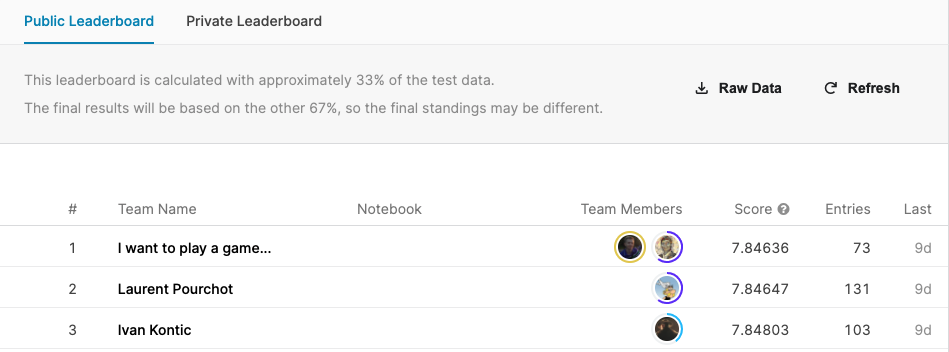 Public Leaderboard Private Leaderboard
This leaderboard is calculated with approximately 33% of the test data.
The final results will be based on the other 67%, so the final standings may be different.
Raw Data Refresh
# Team Name Notebook Team Members Score Entries Last
1 I want to play a game... 7.84636 73 9d
2 Laurent Pourchot 7.84647 131 9d
3 Ivan Kontic 7.84803 103 9d